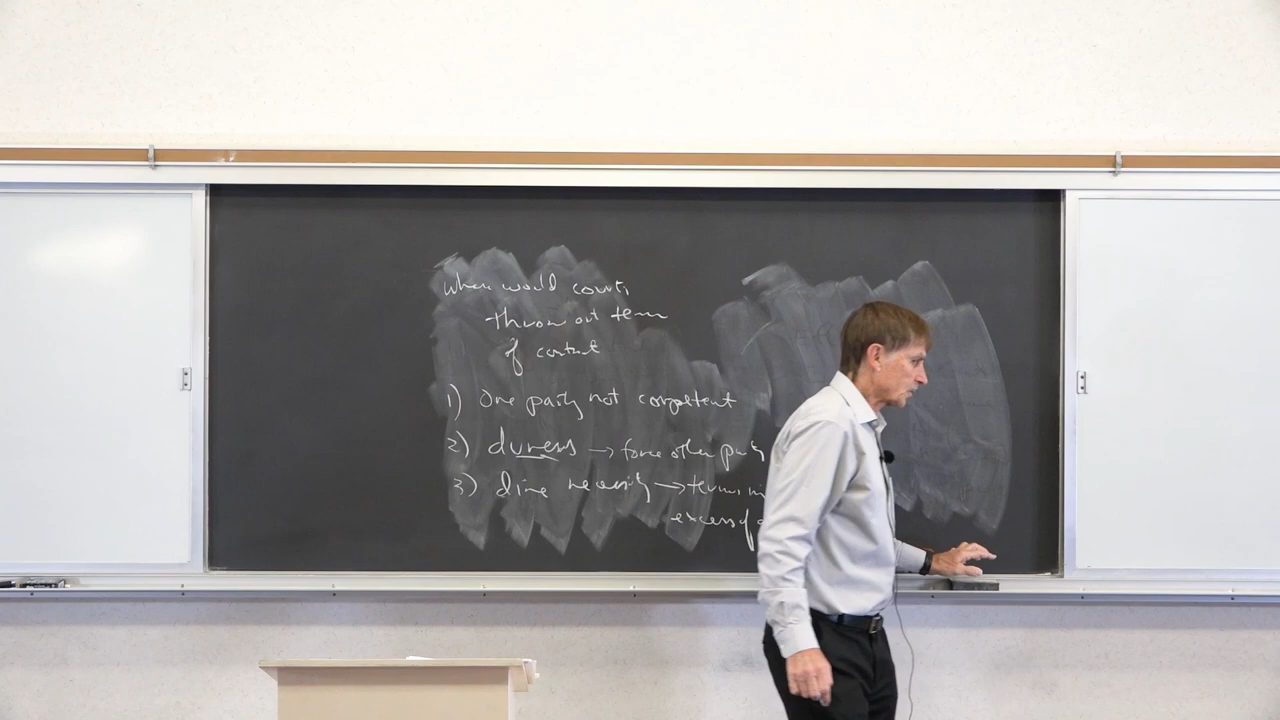 when would courts
throw out term
of contract
1) One party not competent
2) duress → force other party
3) dire necessity → terms in
excess of